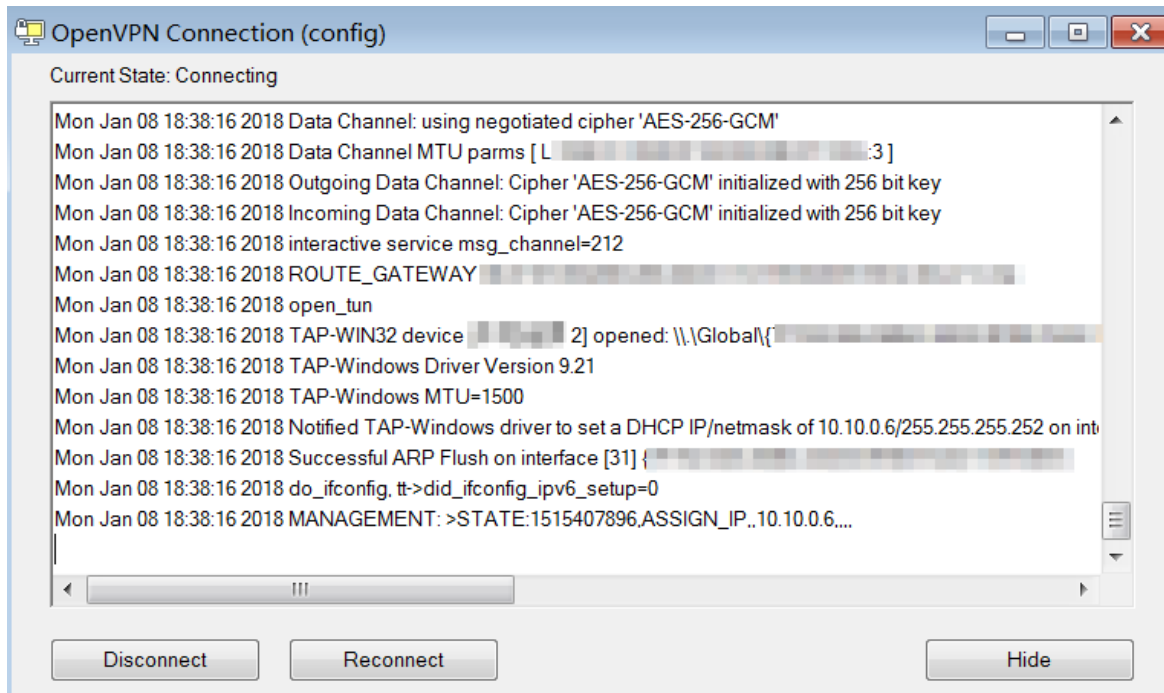 OpenVPN Connection (config)
Current State: Connecting
Mon Jan 08 18:38:16 2018 Data Channel: using negotiated cipher 'AES-256-GCM'
Mon Jan 08 18:38:16 2018 Data Channel MTU parms [ L :3 ]
Mon Jan 08 18:38:16 2018 Outgoing Data Channel: Cipher 'AES-256-GCM' initialized with 256 bit key
Mon Jan 08 18:38:16 2018 Incoming Data Channel: Cipher 'AES-256-GCM' initialized with 256 bit key
Mon Jan 08 18:38:16 2018 interactive service msg_channel=212
Mon Jan 08 18:38:16 2018 ROUTE_GATEWAY
Mon Jan 08 18:38:16 2018 open_tun
Mon Jan 08 18:38:16 2018 TAP-WIN32 device 2] opened: \\.\Global\{
Mon Jan 08 18:38:16 2018 TAP-Windows Driver Version 9.21
Mon Jan 08 18:38:16 2018 TAP-Windows MTU=1500
Mon Jan 08 18:38:16 2018 Notified TAP-Windows driver to set a DHCP IP/netmask of 10.10.0.6/255.255.255.252 on inte
Mon Jan 08 18:38:16 2018 Successful ARP Flush on interface [31] {
Mon Jan 08 18:38:16 2018 do_ifconfig, tt->did_ifconfig_ipv6_setup=0
Mon Jan 08 18:38:16 2018 MANAGEMENT: >STATE:1515407896,ASSIGN_IP,,10.10.0.6,,,,
Disconnect
Reconnect
Hide